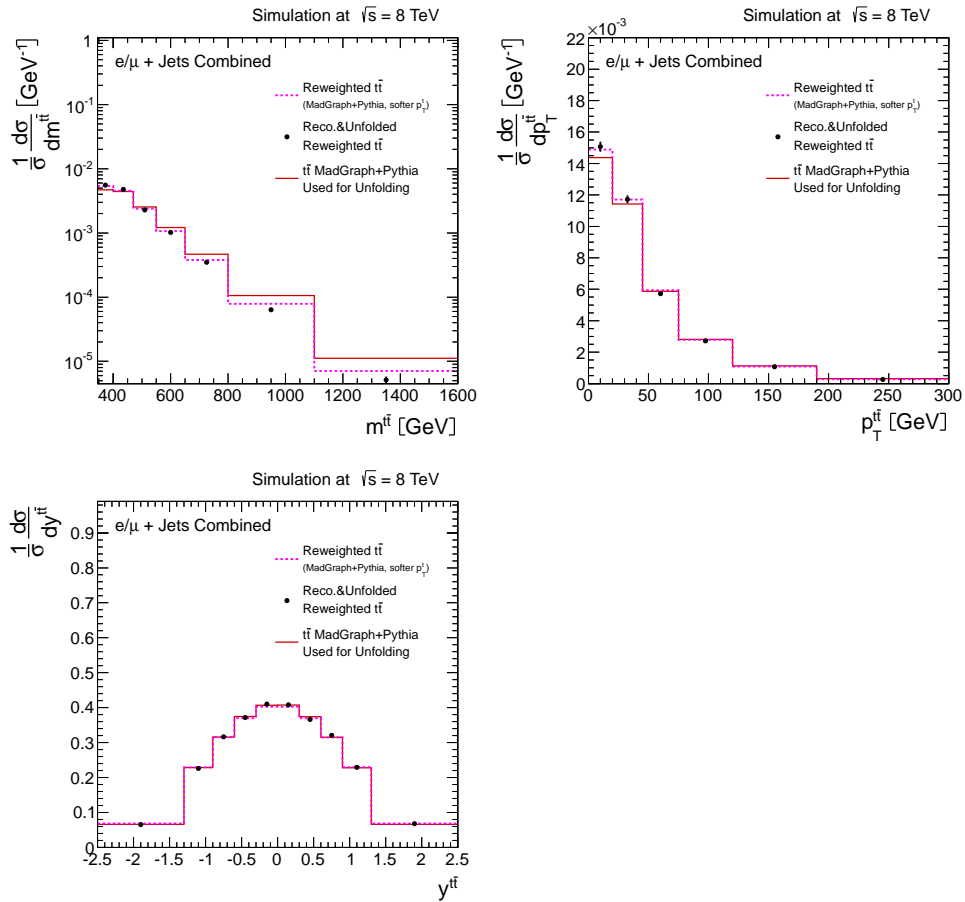 Simulation at √s = 8 TeV
e/μ + Jets Combined
Reweighted tt̄
(MadGraph+Pythia, softer p_T^t)
Reco.&Unfolded
Reweighted tt̄
tt̄ MadGraph+Pythia
Used for Unfolding
1/σ dσ/dm^tt̄ [GeV⁻¹]
1
10⁻¹
10⁻²
10⁻³
10⁻⁴
10⁻⁵
400 600 800 1000 1200 1400 1600
m^tt̄ [GeV]
Simulation at √s = 8 TeV
×10⁻³
e/μ + Jets Combined
Reweighted tt̄
(MadGraph+Pythia, softer p_T^t)
Reco.&Unfolded
Reweighted tt̄
tt̄ MadGraph+Pythia
Used for Unfolding
1/σ dσ/dp_T^tt̄ [GeV⁻¹]
22
20
18
16
14
12
10
8
6
4
2
0
0 50 100 150 200 250 300
p_T^tt̄ [GeV]
Simulation at √s = 8 TeV
e/μ + Jets Combined
Reweighted tt̄
(MadGraph+Pythia, softer p_T^t)
Reco.&Unfolded
Reweighted tt̄
tt̄ MadGraph+Pythia
Used for Unfolding
1/σ dσ/dy^tt̄
0.9
0.8
0.7
0.6
0.5
0.4
0.3
0.2
0.1
0
-2.5 -2 -1.5 -1 -0.5 0 0.5 1 1.5 2 2.5
y^tt̄